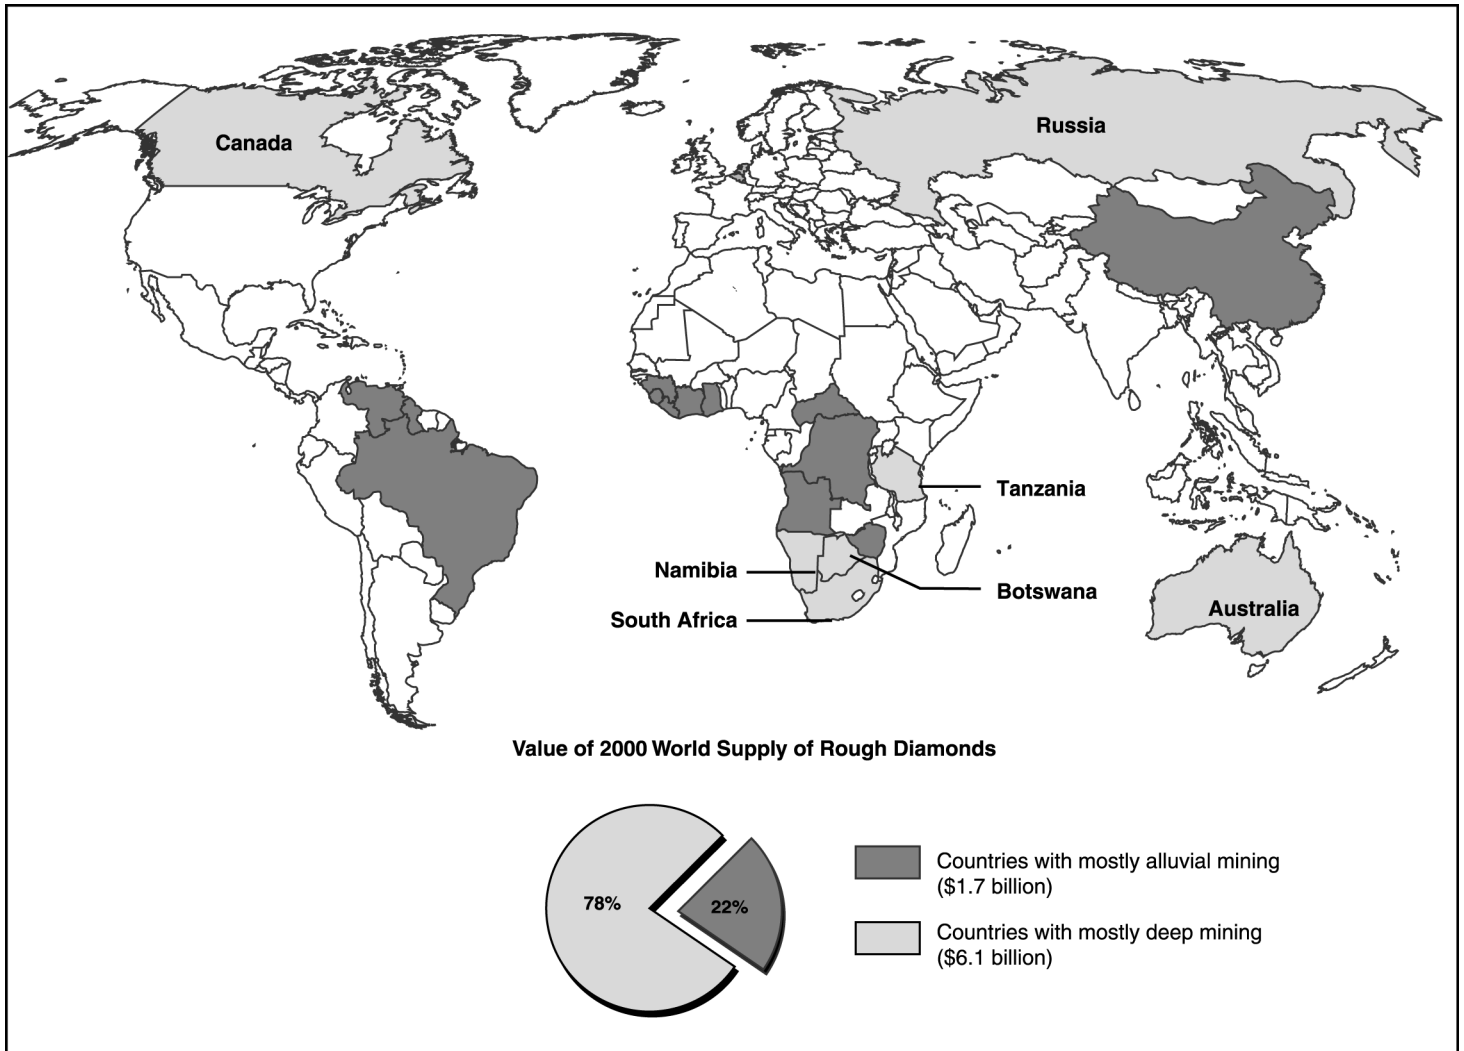 Canada
Russia
Tanzania
Namibia
Botswana
South Africa
Australia
Value of 2000 World Supply of Rough Diamonds
78%
22%
Countries with mostly alluvial mining
($1.7 billion)
Countries with mostly deep mining
($6.1 billion)